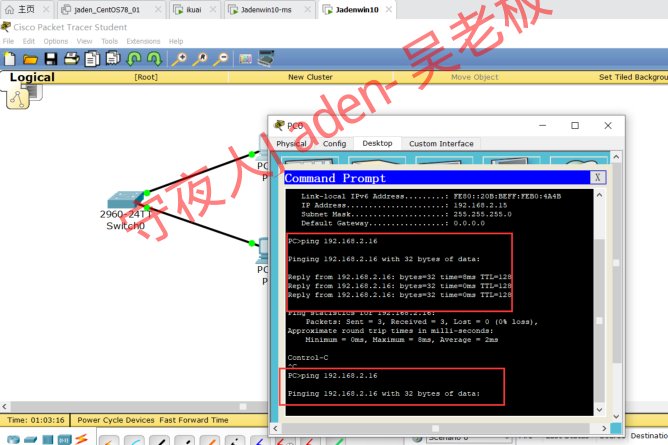 主页
jaden_CentOS78_01
ikuai
Jadenwin10-ms
Jadenwin10
Cisco Packet Tracer Student
File Edit Options View Tools Extensions Help
Logical
[Root]
New Cluster
Move Object
Set Tiled Backgrou
守夜人Jaden-吴老板
PC0
Physical Config Desktop Custom Interface
Command Prompt
X
Link-local IPv6 Address.........: FE80::20B:BEFF:FEB0:4A4B
IP Address......................: 192.168.2.15
Subnet Mask.....................: 255.255.255.0
Default Gateway.................: 0.0.0.0
PC>ping 192.168.2.16
Pinging 192.168.2.16 with 32 bytes of data:
Reply from 192.168.2.16: bytes=32 time=8ms TTL=128
Reply from 192.168.2.16: bytes=32 time=0ms TTL=128
Reply from 192.168.2.16: bytes=32 time=0ms TTL=128
Ping statistics for 192.168.2.16:
Packets: Sent = 3, Received = 3, Lost = 0 (0% loss),
Approximate round trip times in milli-seconds:
Minimum = 0ms, Maximum = 8ms, Average = 2ms
Control-C
^C
PC>ping 192.168.2.16
Pinging 192.168.2.16 with 32 bytes of data:
2960-24TT
Switch0
PC
P
PC
P
Time: 01:03:16
Power Cycle Devices Fast Forward Time
Scenario 0
Destinatio